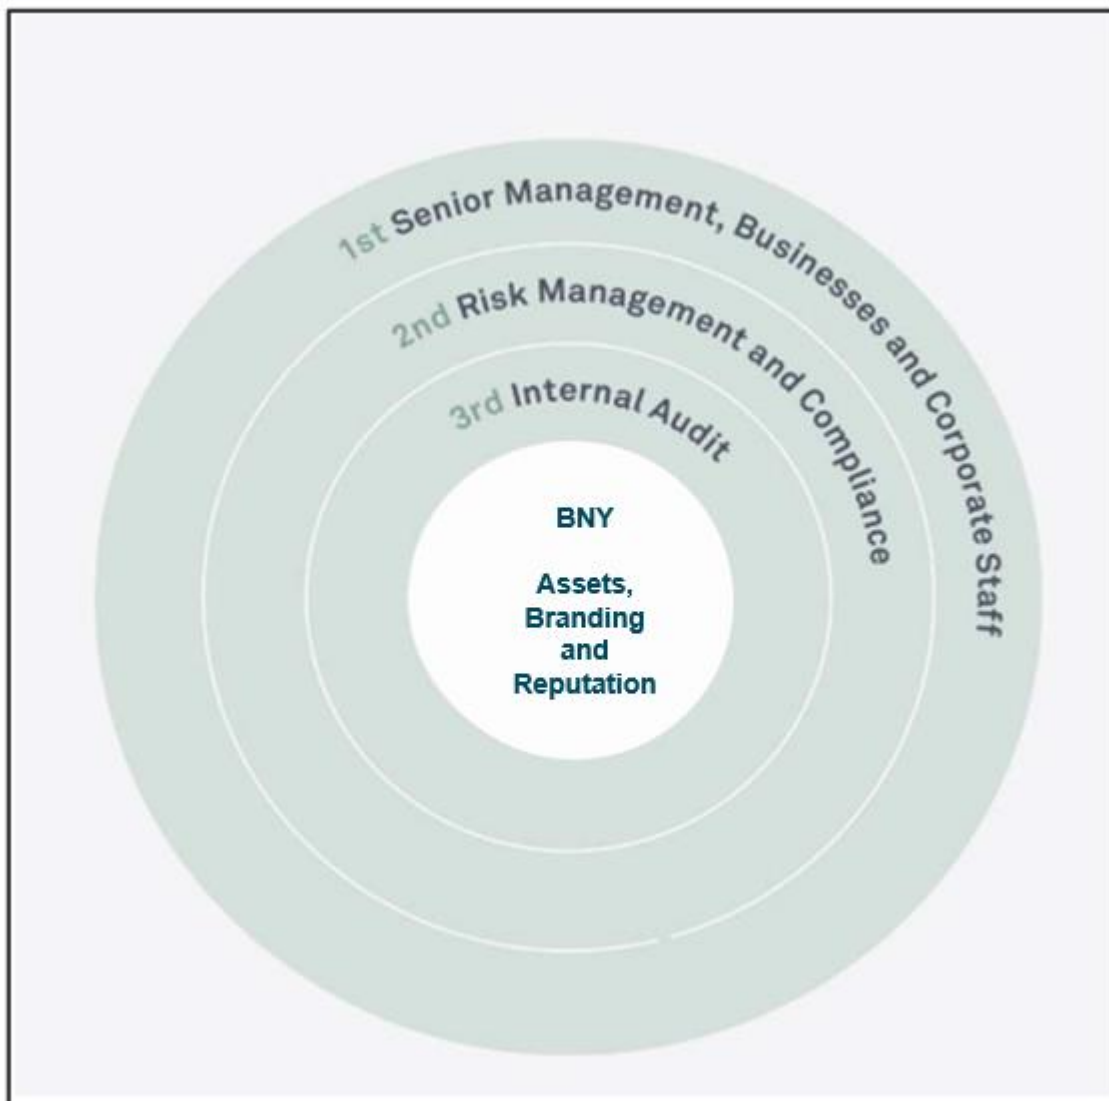 1st Senior Management, Businesses and Corporate Staff
2nd Risk Management and Compliance
3rd Internal Audit
BNY
Assets,
Branding
and
Reputation